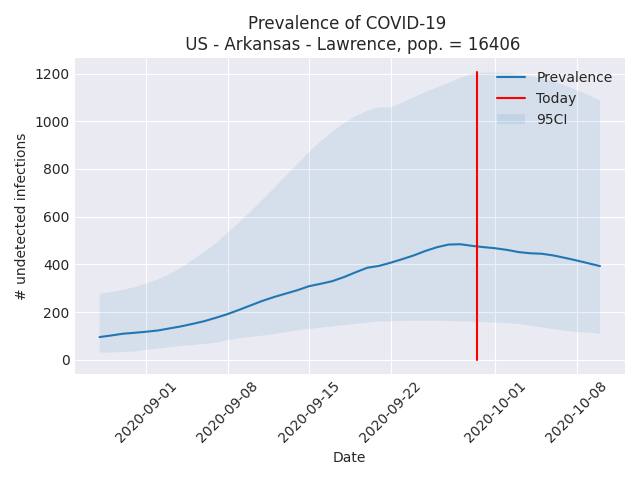 Prevalence of COVID-19
US - Arkansas - Lawrence, pop. = 16406
1200
1000
800
600
400
200
0
# undetected infections
Prevalence
Today
95CI
2020-09-01
2020-09-08
2020-09-15
2020-09-22
2020-10-01
2020-10-08
Date